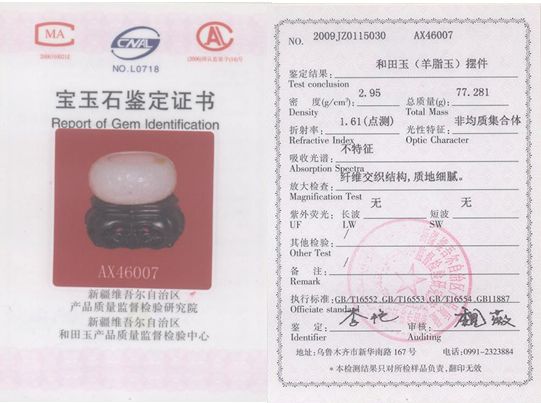 MA
CNAL
AL
NO.L0718
宝玉石鉴定证书
Report of Gem Identification
AX46007
新疆维吾尔自治区
产品质量监督检验研究院
新疆维吾尔自治区
和田玉产品质量监督检验中心
NO. 2009JZ0115030 AX46007
和田玉（羊脂玉）摆件
鉴定结果:
Test conclusion
密 度(g/cm³): 2.95 总质量(g): 77.281
Density Total Mass
折射率: 1.61(点测) 光性特征: 非均质集合体
Refractive Index Optic Character
不特征
吸收光谱:
Absorption Spectra
纤维交织结构,质地细腻。
放大检查:
Magnification Test
无 无
紫外荧光: 长波 短波
UF LW SW
/
其他检验:
Other Test
/
备 注:
Remark
执行标准: GB/T16552 GB/T16553 GB/T16554 GB11887
Officiate standard
鉴 定: 审核:
Identifier Auditing
地址:乌鲁木齐市新华南路 167 号 电话:0991-2323884
*本检测结果只对所检样品负责,翻印无效